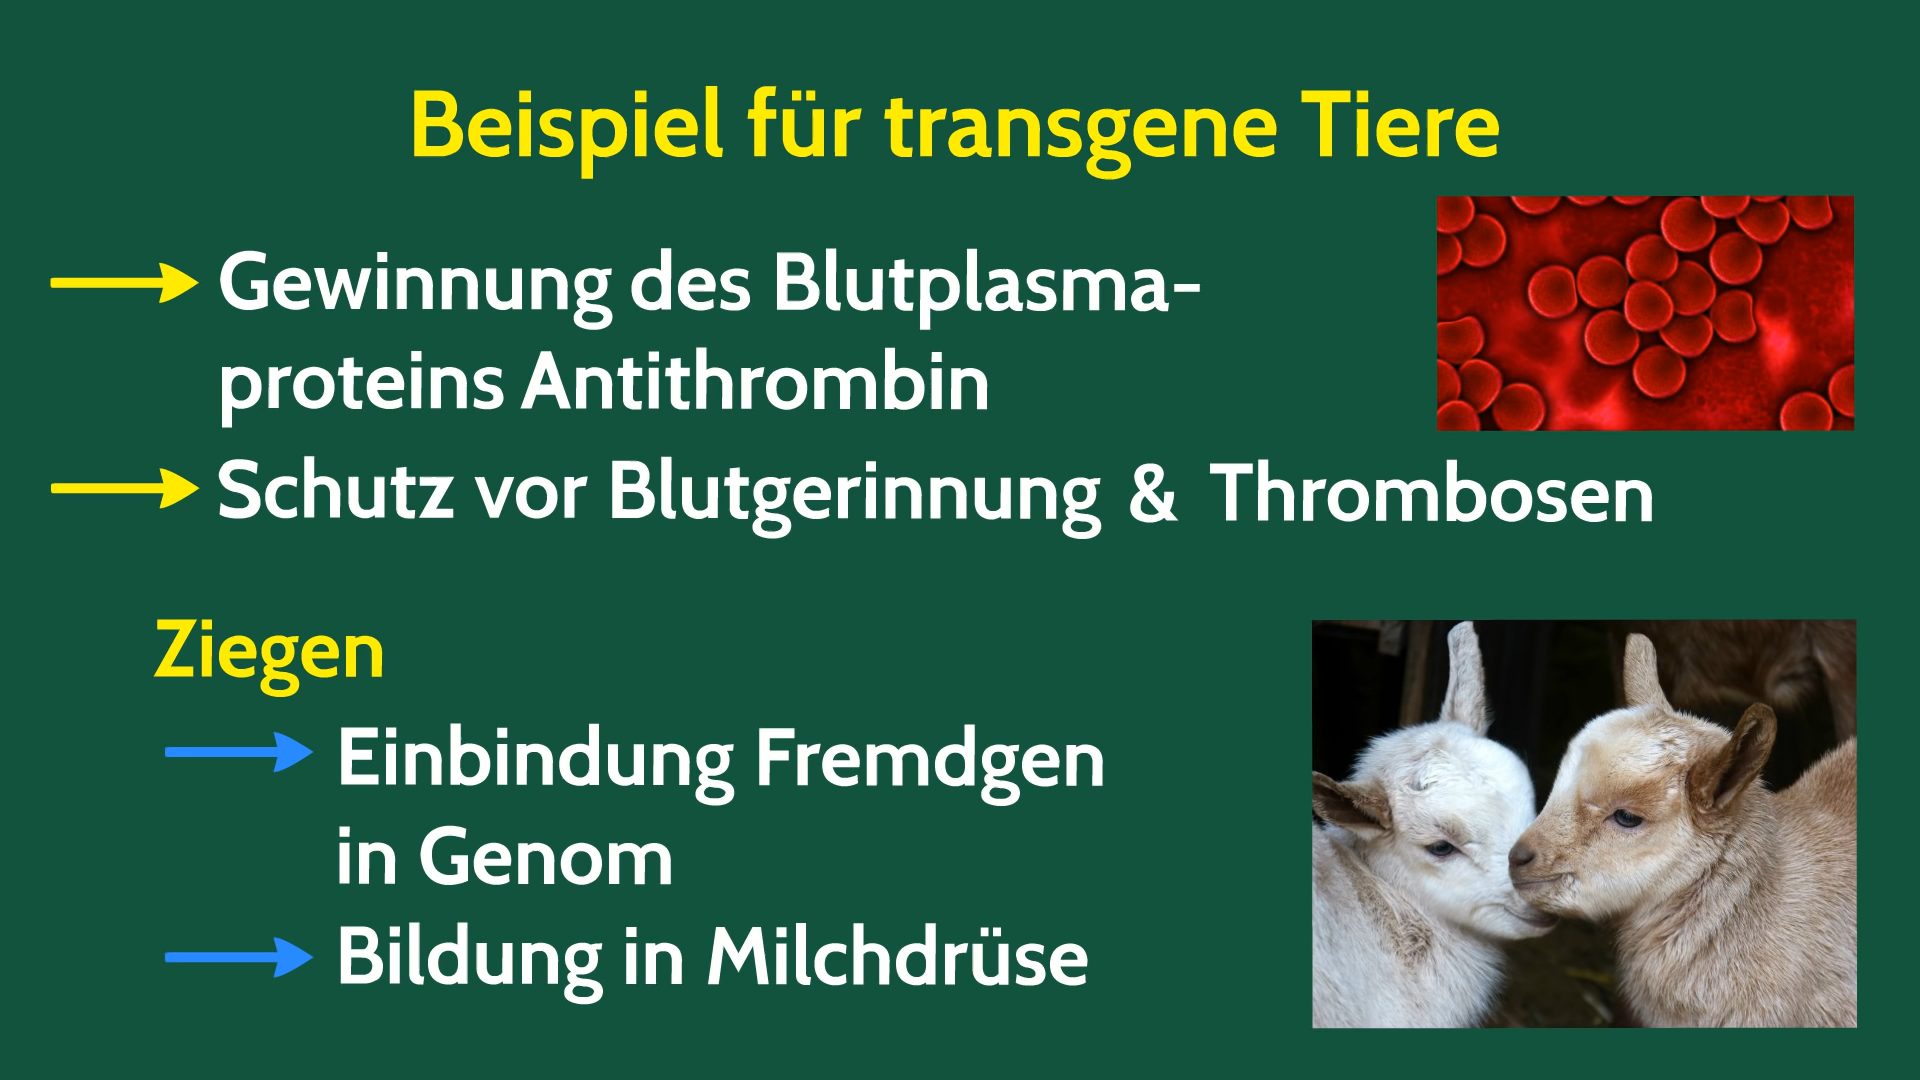 Beispiel für transgene Tiere
Gewinnung des Blutplasma-
proteins Antithrombin
Schutz vor Blutgerinnung & Thrombosen
Ziegen
Einbindung Fremdgen
in Genom
Bildung in Milchdrüse